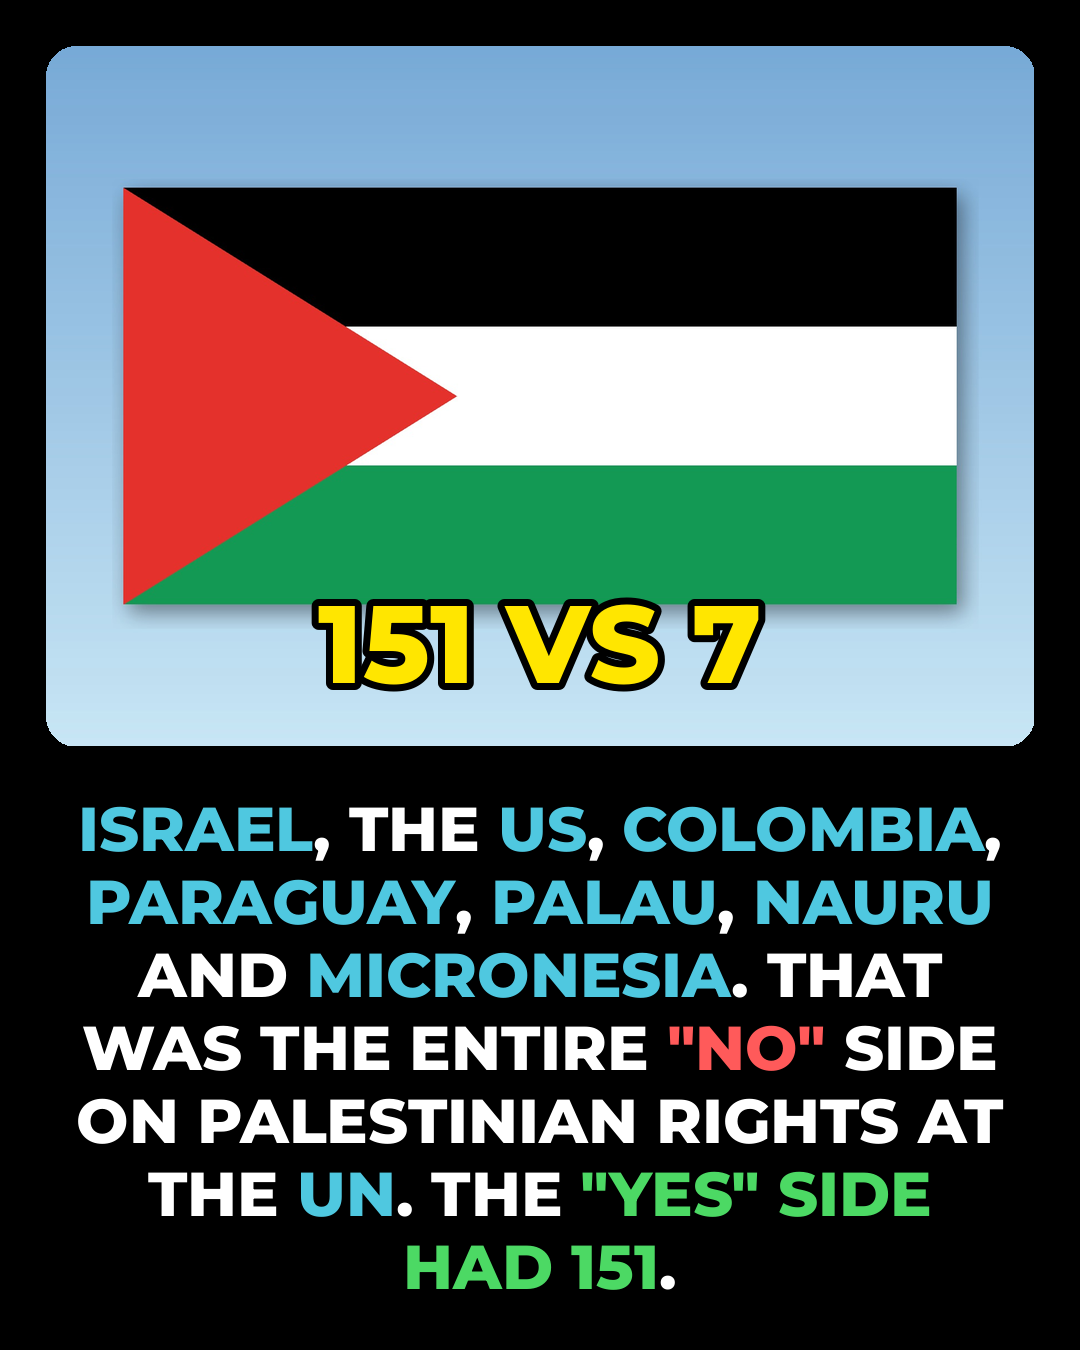 151 VS 7
ISRAEL, THE US, COLOMBIA,
PARAGUAY, PALAU, NAURU
AND MICRONESIA. THAT
WAS THE ENTIRE "NO" SIDE
ON PALESTINIAN RIGHTS AT
THE UN. THE "YES" SIDE
HAD 151.